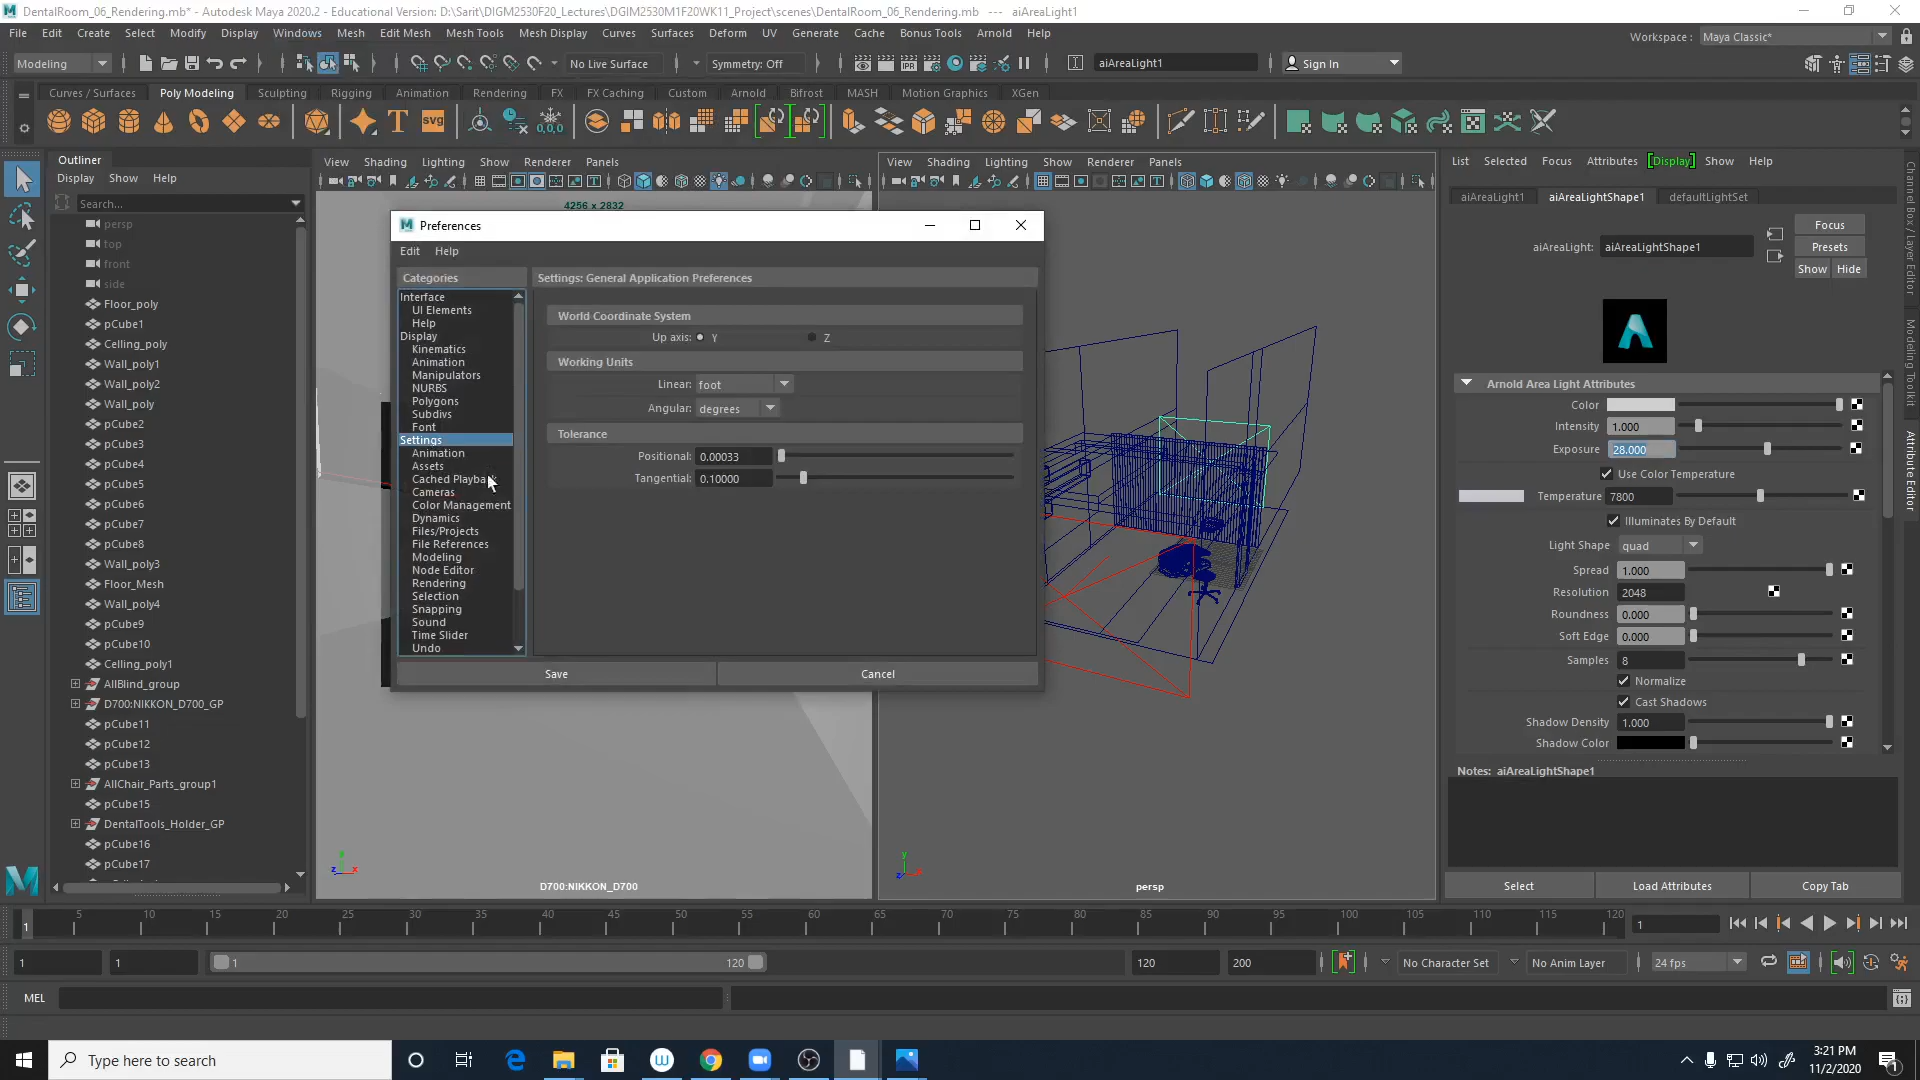 DentalRoom_06_Rendering.mb* - Autodesk Maya 2020.2 - Educational Version: D:\Sarit\DIGM2530F20_Lectures\DGIM2530M1F20WK11_Project\scenes\DentalRoom_06_Rendering.mb --- aiAreaLight1
File Edit Create Select Modify Display Windows Mesh Edit Mesh Mesh Tools Mesh Display Curves Surfaces Deform UV Generate Cache Bonus Tools Arnold Help
Workspace : Maya Classic*
Modeling No Live Surface Symmetry: Off aiAreaLight1 Sign In
Curves / Surfaces Poly Modeling Sculpting Rigging Animation Rendering FX FX Caching Custom Arnold Bifrost MASH Motion Graphics XGen
Outliner
Display Show Help
Search...
persp
top
front
side
Floor_poly
pCube1
Celling_poly
Wall_poly1
Wall_poly2
Wall_poly
pCube2
pCube3
pCube4
pCube5
pCube6
pCube7
pCube8
Wall_poly3
Floor_Mesh
Wall_poly4
pCube9
pCube10
Celling_poly1
AllBlind_group
D700:NIKKON_D700_GP
pCube11
pCube12
pCube13
AllChair_Parts_group1
pCube15
DentalTools_Holder_GP
pCube16
pCube17
View Shading Lighting Show Renderer Panels
4256 x 2832
D700:NIKKON_D700
View Shading Lighting Show Renderer Panels
persp
Preferences
Edit Help
Categories
Interface
UI Elements
Help
Display
Kinematics
Animation
Manipulators
NURBS
Polygons
Subdivs
Font
Settings
Animation
Assets
Cached Playback
Cameras
Color Management
Dynamics
Files/Projects
File References
Modeling
Node Editor
Rendering
Selection
Snapping
Sound
Time Slider
Undo
Settings: General Application Preferences
World Coordinate System
Up axis: Y Z
Working Units
Linear: foot
Angular: degrees
Tolerance
Positional: 0.00033
Tangential: 0.10000
Save Cancel
List Selected Focus Attributes [Display] Show Help
aiAreaLight1 aiAreaLightShape1 defaultLightSet
aiAreaLight: aiAreaLightShape1
Focus
Presets
Show Hide
Arnold Area Light Attributes
Color
Intensity 1.000
Exposure 28.000
Use Color Temperature
Temperature 7800
Illuminates By Default
Light Shape quad
Spread 1.000
Resolution 2048
Roundness 0.000
Soft Edge 0.000
Samples 8
Normalize
Cast Shadows
Shadow Density 1.000
Shadow Color
Notes: aiAreaLightShape1
Select Load Attributes Copy Tab
Channel Box / Layer Editor
Modeling Toolkit
Attribute Editor
1 5 10 15 20 25 30 35 40 45 50 55 60 65 70 75 80 85 90 95 100 105 110 115 120 1
1 1 1 120 120 200 No Character Set No Anim Layer 24 fps
MEL
Type here to search
3:21 PM
11/2/2020